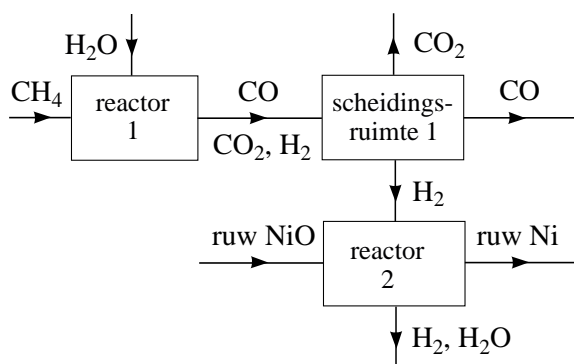 H₂O
CO₂
CH₄
reactor
1
CO
CO₂, H₂
scheidings-
ruimte 1
CO
H₂
ruw NiO
reactor
2
ruw Ni
H₂, H₂O